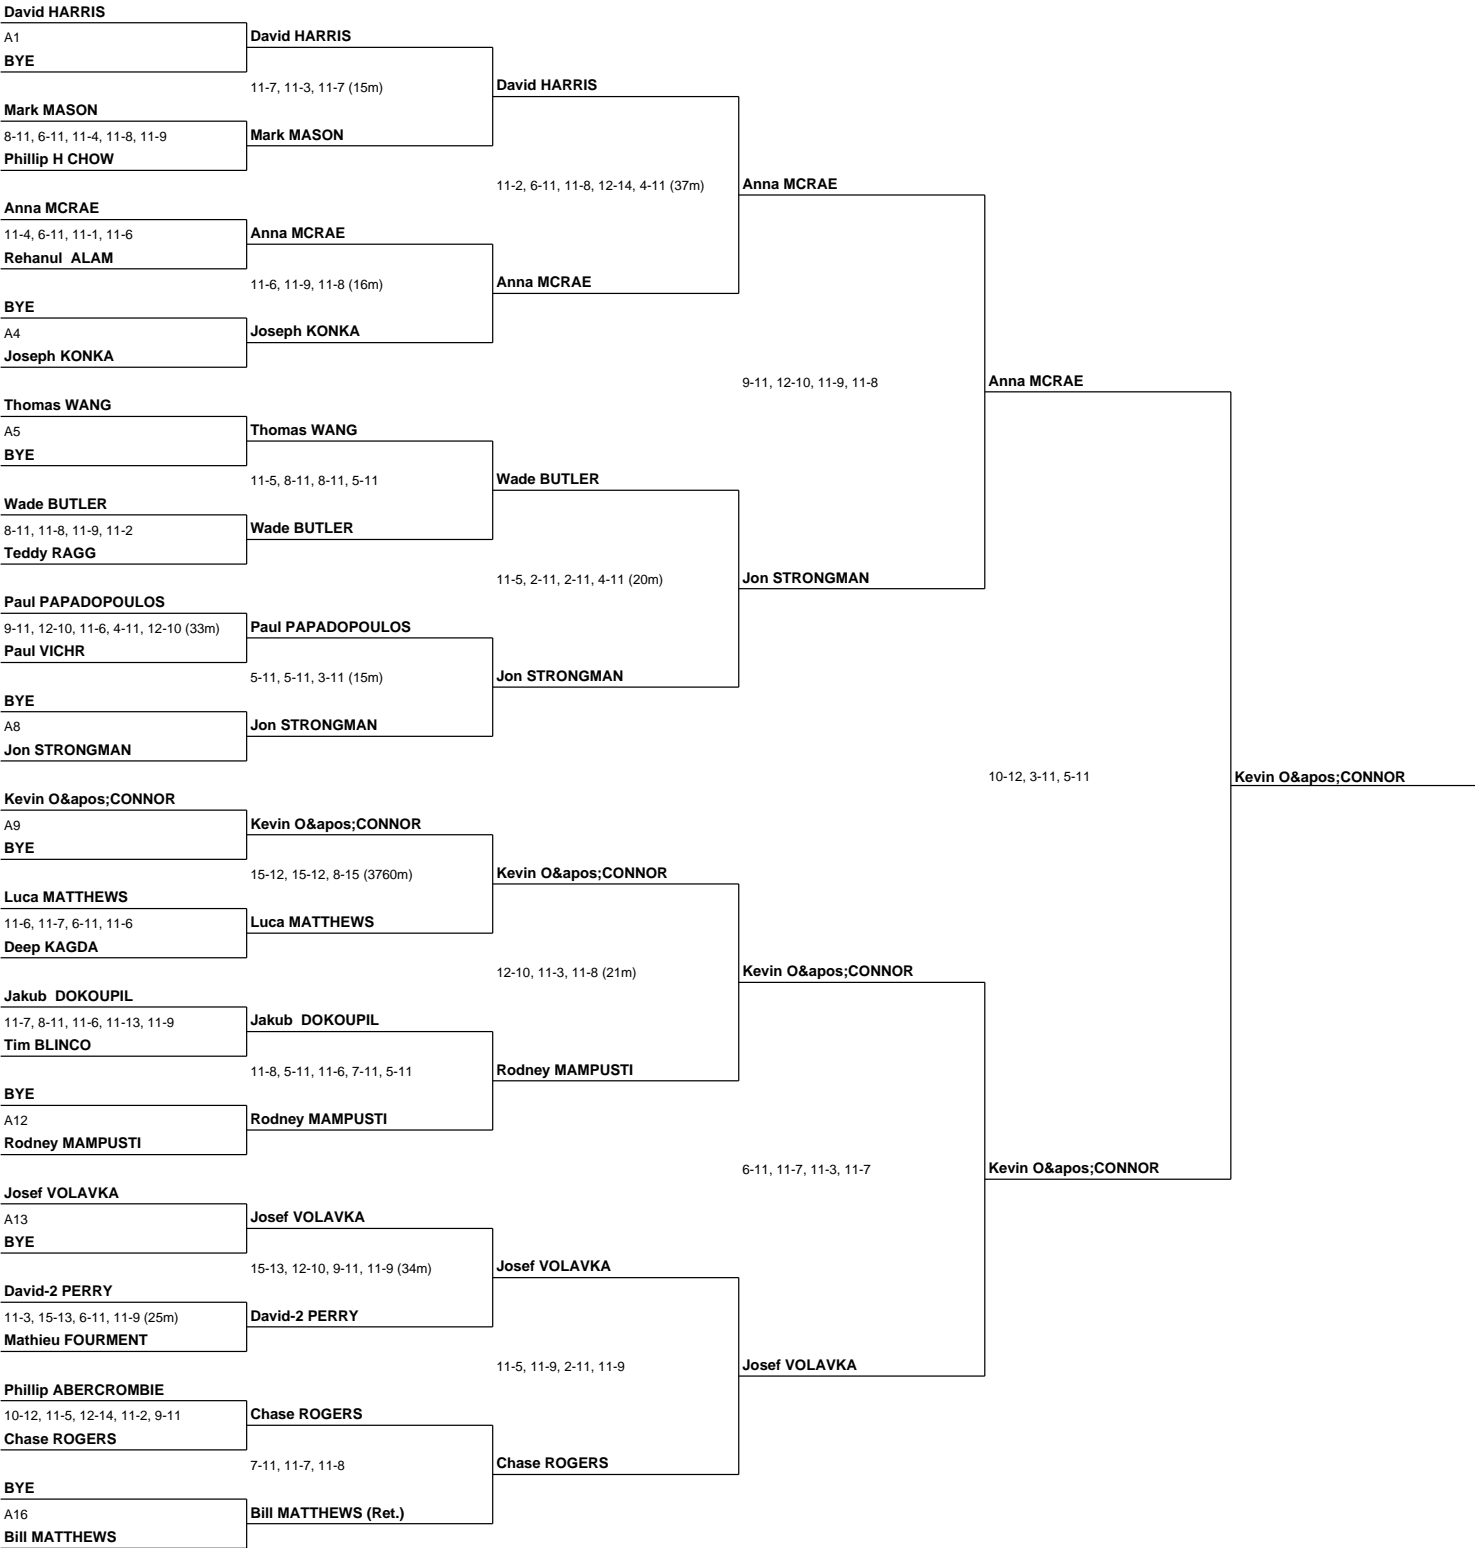 David HARRIS
A1
BYE
David HARRIS
11-7, 11-3, 11-7 (15m)
David HARRIS
Mark MASON
8-11, 6-11, 11-4, 11-8, 11-9
Phillip H CHOW
Mark MASON
11-2, 6-11, 11-8, 12-14, 4-11 (37m)
Anna MCRAE
Anna MCRAE
11-4, 6-11, 11-1, 11-6
Rehanul  ALAM
Anna MCRAE
11-6, 11-9, 11-8 (16m)
Anna MCRAE
BYE
A4
Joseph KONKA
Joseph KONKA
9-11, 12-10, 11-9, 11-8
Anna MCRAE
Thomas WANG
A5
BYE
Thomas WANG
11-5, 8-11, 8-11, 5-11
Wade BUTLER
Wade BUTLER
8-11, 11-8, 11-9, 11-2
Teddy RAGG
Wade BUTLER
11-5, 2-11, 2-11, 4-11 (20m)
Jon STRONGMAN
Paul PAPADOPOULOS
9-11, 12-10, 11-6, 4-11, 12-10 (33m)
Paul VICHR
Paul PAPADOPOULOS
5-11, 5-11, 3-11 (15m)
Jon STRONGMAN
BYE
A8
Jon STRONGMAN
Jon STRONGMAN
10-12, 3-11, 5-11
Kevin O&amp;apos;CONNOR
Kevin O&amp;apos;CONNOR
A9
BYE
Kevin O&amp;apos;CONNOR
15-12, 15-12, 8-15 (3760m)
Kevin O&amp;apos;CONNOR
Luca MATTHEWS
11-6, 11-7, 6-11, 11-6
Deep KAGDA
Luca MATTHEWS
12-10, 11-3, 11-8 (21m)
Kevin O&amp;apos;CONNOR
Jakub  DOKOUPIL
11-7, 8-11, 11-6, 11-13, 11-9
Tim BLINCO
Jakub  DOKOUPIL
11-8, 5-11, 11-6, 7-11, 5-11
Rodney MAMPUSTI
BYE
A12
Rodney MAMPUSTI
Rodney MAMPUSTI
6-11, 11-7, 11-3, 11-7
Kevin O&amp;apos;CONNOR
Josef VOLAVKA
A13
BYE
Josef VOLAVKA
15-13, 12-10, 9-11, 11-9 (34m)
Josef VOLAVKA
David-2 PERRY
11-3, 15-13, 6-11, 11-9 (25m)
Mathieu FOURMENT
David-2 PERRY
11-5, 11-9, 2-11, 11-9
Josef VOLAVKA
Phillip ABERCROMBIE
10-12, 11-5, 12-14, 11-2, 9-11
Chase ROGERS
Chase ROGERS
7-11, 11-7, 11-8
Chase ROGERS
BYE
A16
Bill MATTHEWS
Bill MATTHEWS (Ret.)